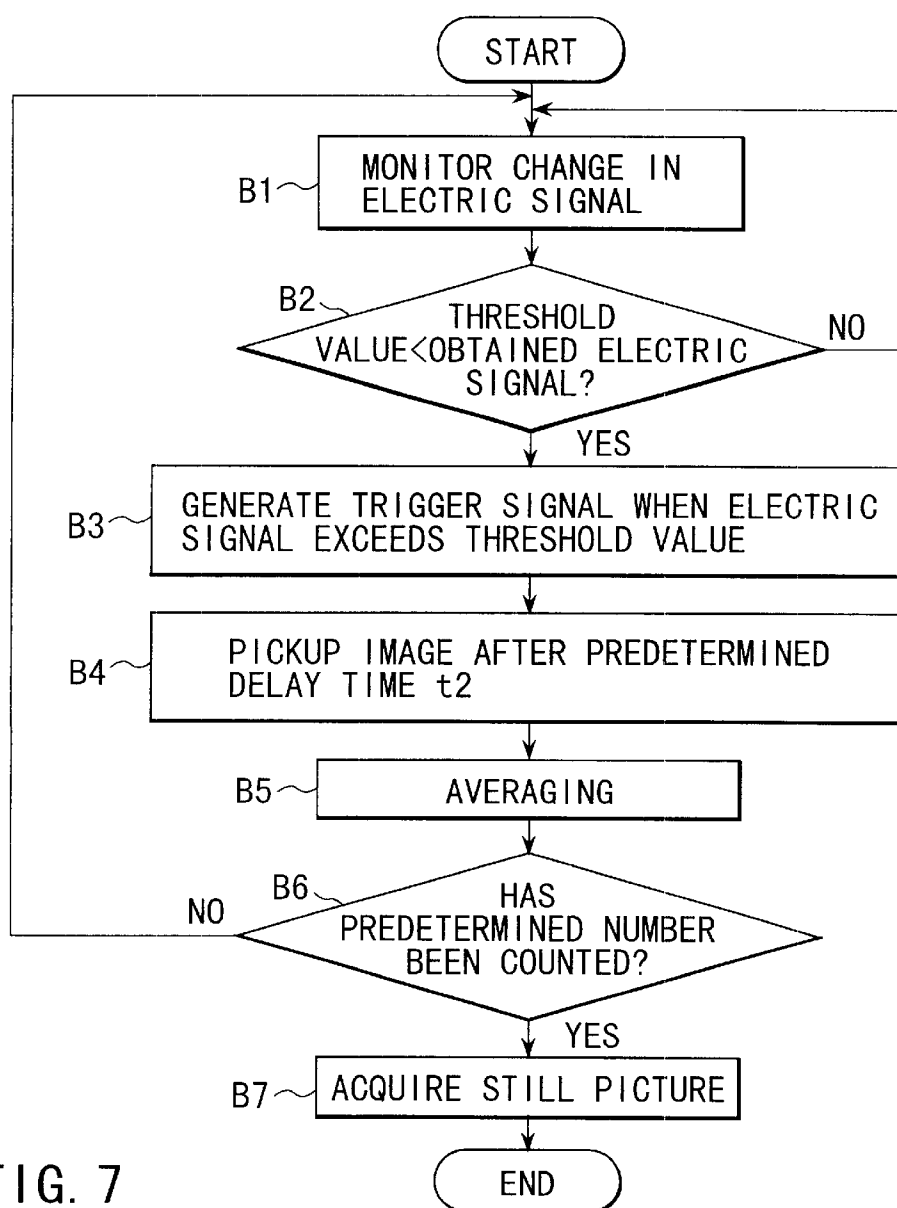 START
B1
MONITOR CHANGE IN
ELECTRIC SIGNAL
B2
THRESHOLD
VALUE<OBTAINED ELECTRIC
SIGNAL?
NO
YES
B3
GENERATE TRIGGER SIGNAL WHEN ELECTRIC
SIGNAL EXCEEDS THRESHOLD VALUE
B4
PICKUP IMAGE AFTER PREDETERMINED
DELAY TIME t2
B5
AVERAGING
B6
HAS
PREDETERMINED NUMBER
BEEN COUNTED?
NO
YES
B7
ACQUIRE STILL PICTURE
END
FIG. 7